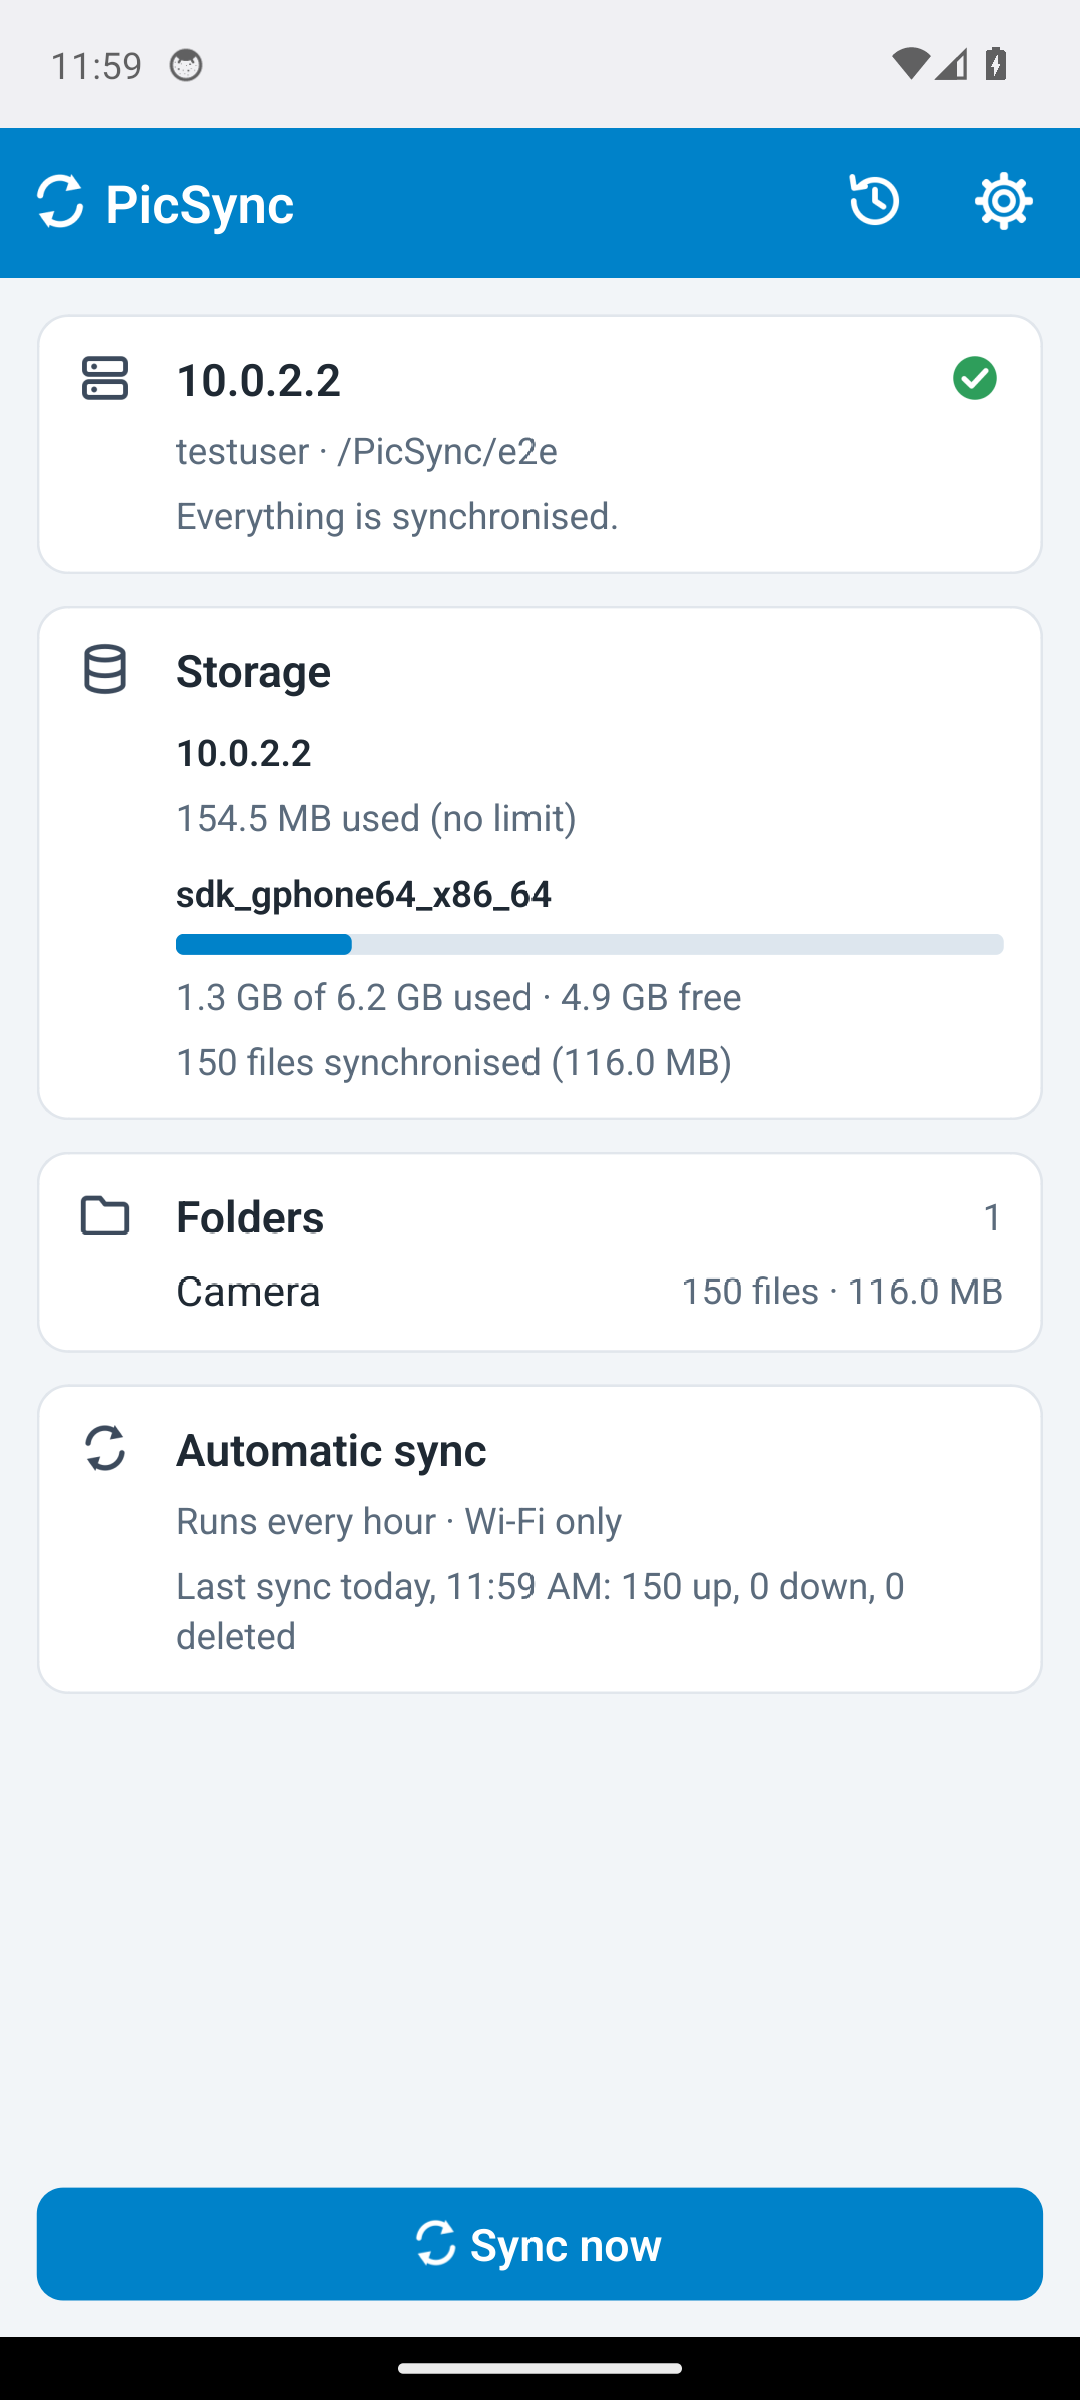 11:59
PicSync
10.0.2.2
testuser · /PicSync/e2e
Everything is synchronised.
Storage
10.0.2.2
154.5 MB used (no limit)
sdk_gphone64_x86_64
1.3 GB of 6.2 GB used · 4.9 GB free
150 files synchronised (116.0 MB)
Folders 1
Camera 150 files · 116.0 MB
Automatic sync
Runs every hour · Wi-Fi only
Last sync today, 11:59 AM: 150 up, 0 down, 0
deleted
Sync now